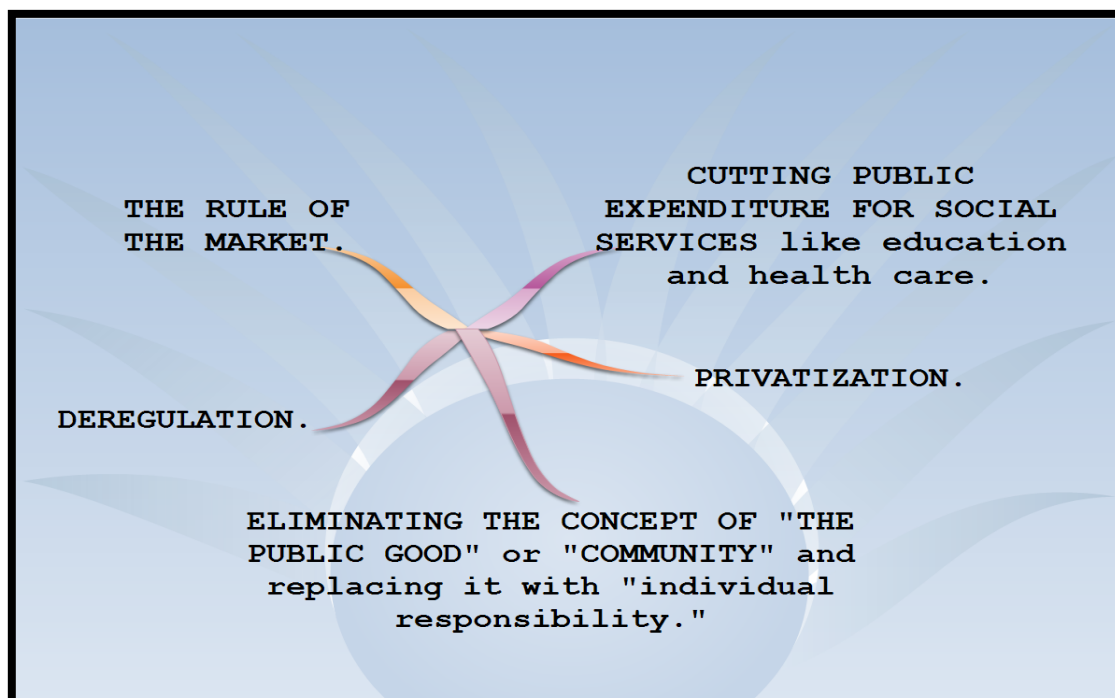 THE RULE OF
THE MARKET.
CUTTING PUBLIC
EXPENDITURE FOR SOCIAL
SERVICES like education
and health care.
PRIVATIZATION.
DEREGULATION.
ELIMINATING THE CONCEPT OF "THE
PUBLIC GOOD" or "COMMUNITY" and
replacing it with "individual
responsibility."